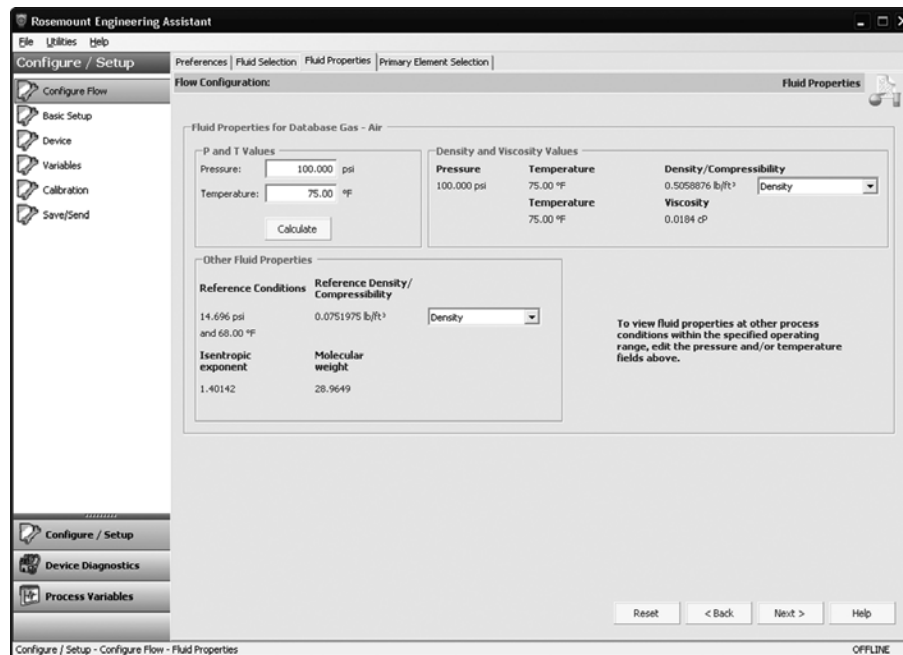 Rosemount Engineering Assistant
File Utilities Help
Configure / Setup
Configure Flow
Basic Setup
Device
Variables
Calibration
Save/Send
Configure / Setup
Device Diagnostics
Process Variables
Preferences Fluid Selection Fluid Properties Primary Element Selection
Flow Configuration: Fluid Properties
Fluid Properties for Database Gas - Air
P and T Values
Pressure: 100.000 psi
Temperature: 75.00 ºF
Calculate
Density and Viscosity Values
Pressure Temperature Density/Compressibility
100.000 psi 75.00 ºF 0.5058876 lb/ft³ Density
Temperature Viscosity
75.00 ºF 0.0184 cP
Other Fluid Properties
Reference Conditions Reference Density/
Compressibility
14.696 psi 0.0751975 lb/ft³ Density
and 68.00 ºF
Isentropic Molecular
exponent weight
1.40142 28.9649
To view fluid properties at other process
conditions within the specified operating
range, edit the pressure and/or temperature
fields above.
Reset < Back Next > Help
Configure / Setup - Configure Flow - Fluid Properties OFFLINE